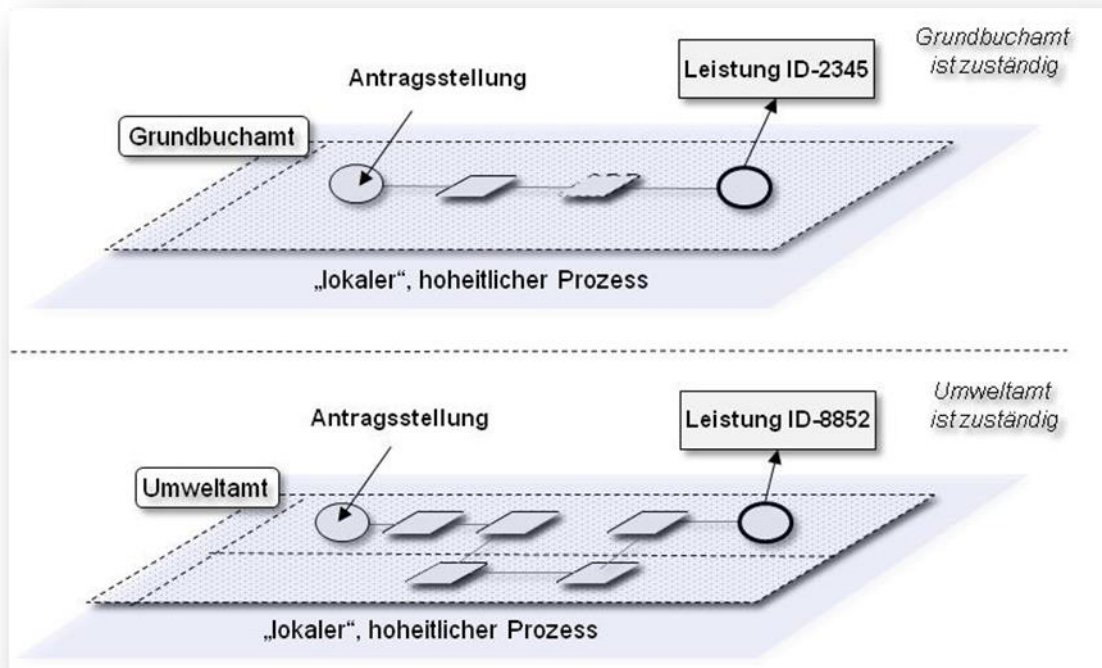 Grundbuchamt
ist zuständig
Leistung ID-2345
Antragsstellung
Grundbuchamt
„lokaler“, hoheitlicher Prozess
Umweltamt
ist zuständig
Leistung ID-8852
Antragsstellung
Umweltamt
„lokaler“, hoheitlicher Prozess